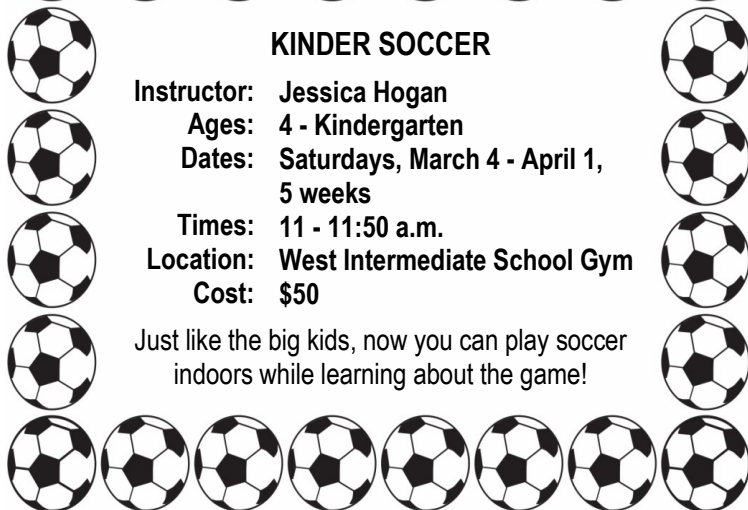 KINDER SOCCER
Instructor: Jessica Hogan
Ages: 4 - Kindergarten
Dates: Saturdays, March 4 - April 1,
5 weeks
Times: 11 - 11:50 a.m.
Location: West Intermediate School Gym
Cost: $50
Just like the big kids, now you can play soccer
indoors while learning about the game!